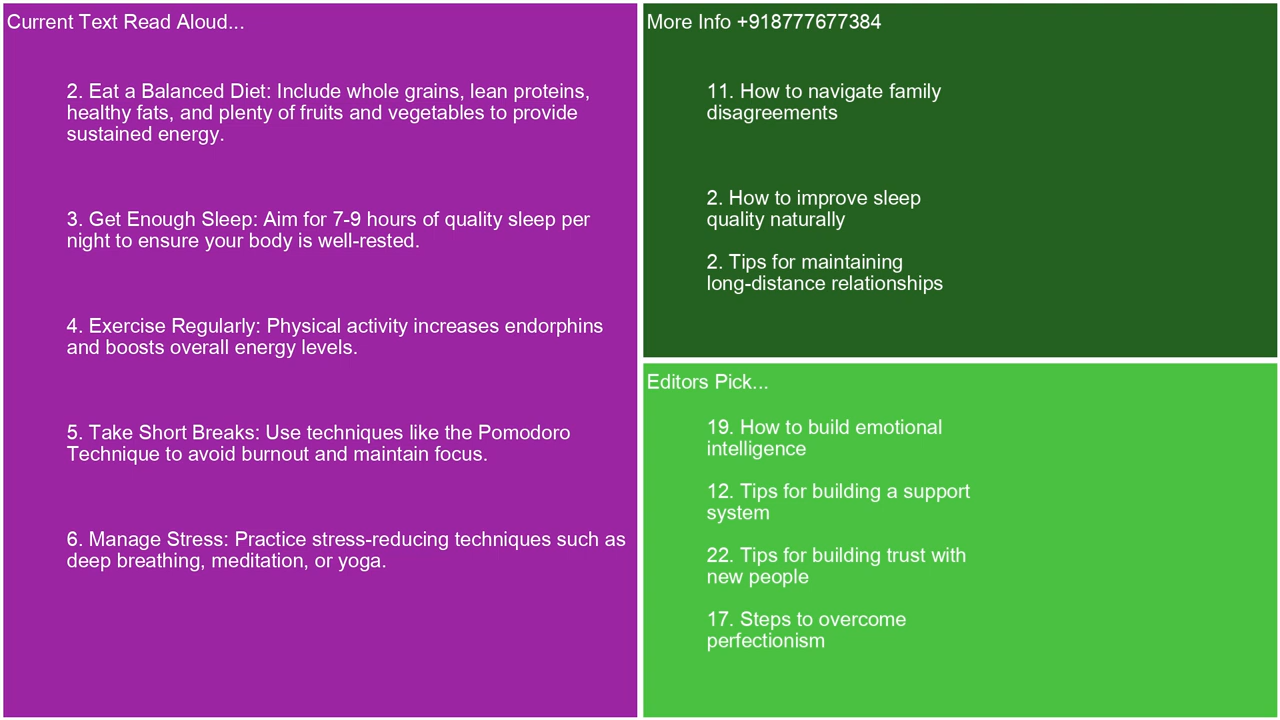 Current Text Read Aloud...
2. Eat a Balanced Diet: Include whole grains, lean proteins,
healthy fats, and plenty of fruits and vegetables to provide
sustained energy.
3. Get Enough Sleep: Aim for 7-9 hours of quality sleep per
night to ensure your body is well-rested.
4. Exercise Regularly: Physical activity increases endorphins
and boosts overall energy levels.
5. Take Short Breaks: Use techniques like the Pomodoro
Technique to avoid burnout and maintain focus.
6. Manage Stress: Practice stress-reducing techniques such as
deep breathing, meditation, or yoga.
More Info +918777677384
11. How to navigate family
disagreements
2. How to improve sleep
quality naturally
2. Tips for maintaining
long-distance relationships
Editors Pick...
19. How to build emotional
intelligence
12. Tips for building a support
system
22. Tips for building trust with
new people
17. Steps to overcome
perfectionism